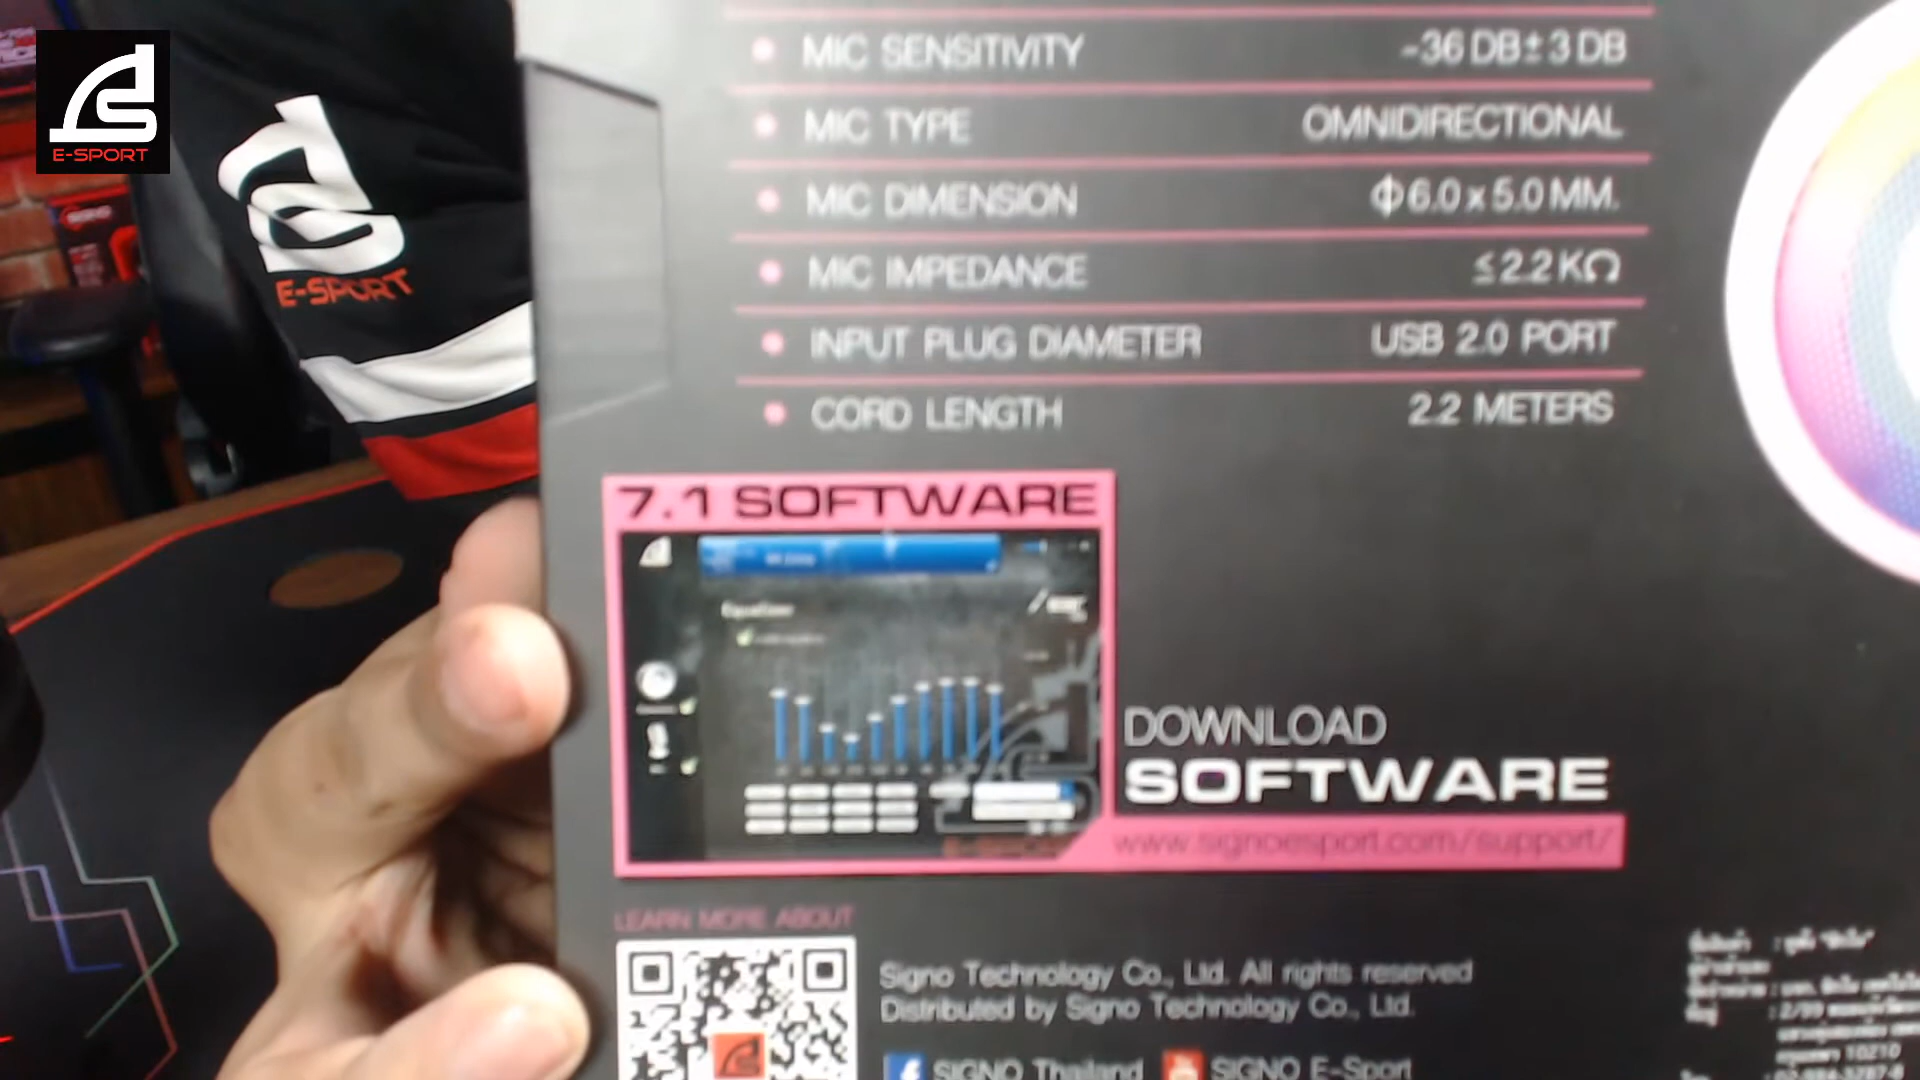 E-SPORT
E-SPORT
MIC SENSITIVITY -36 DB±3 DB
MIC TYPE OMNIDIRECTIONAL
MIC DIMENSION Φ6.0 x 5.0 MM.
MIC IMPEDANCE ≤2.2 KΩ
INPUT PLUG DIAMETER USB 2.0 PORT
CORD LENGTH 2.2 METERS
7.1 SOFTWARE
Equalizer
DOWNLOAD
SOFTWARE
www.signoesport.com/support/
E-SPORT
LEARN MORE ABOUT
Signo Technology Co., Ltd. All rights reserved
Distributed by Signo Technology Co., Ltd.
SIGNO Thailand SIGNO E-Sport
10210